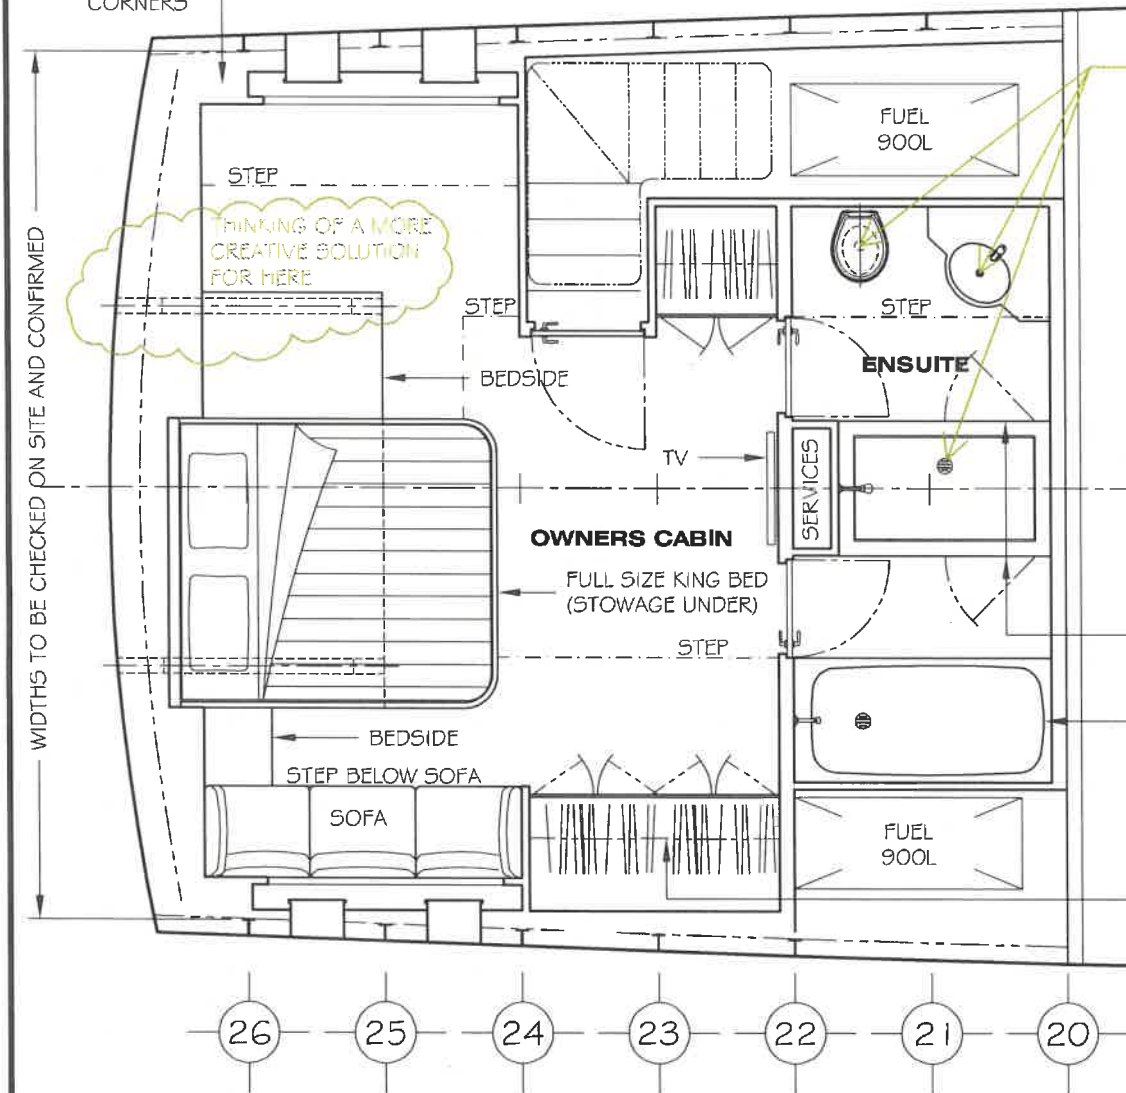 CORNERS
FUEL
900L
STEP
THINKING OF A MORE
CREATIVE SOLUTION
FOR HERE
WIDTHS TO BE CHECKED ON SITE AND CONFIRMED
STEP
STEP
ENSUITE
BEDSIDE
TV
SERVICES
OWNERS CABIN
FULL SIZE KING BED
(STOWAGE UNDER)
STEP
BEDSIDE
STEP BELOW SOFA
SOFA
FUEL
900L
26
25
24
23
22
21
20